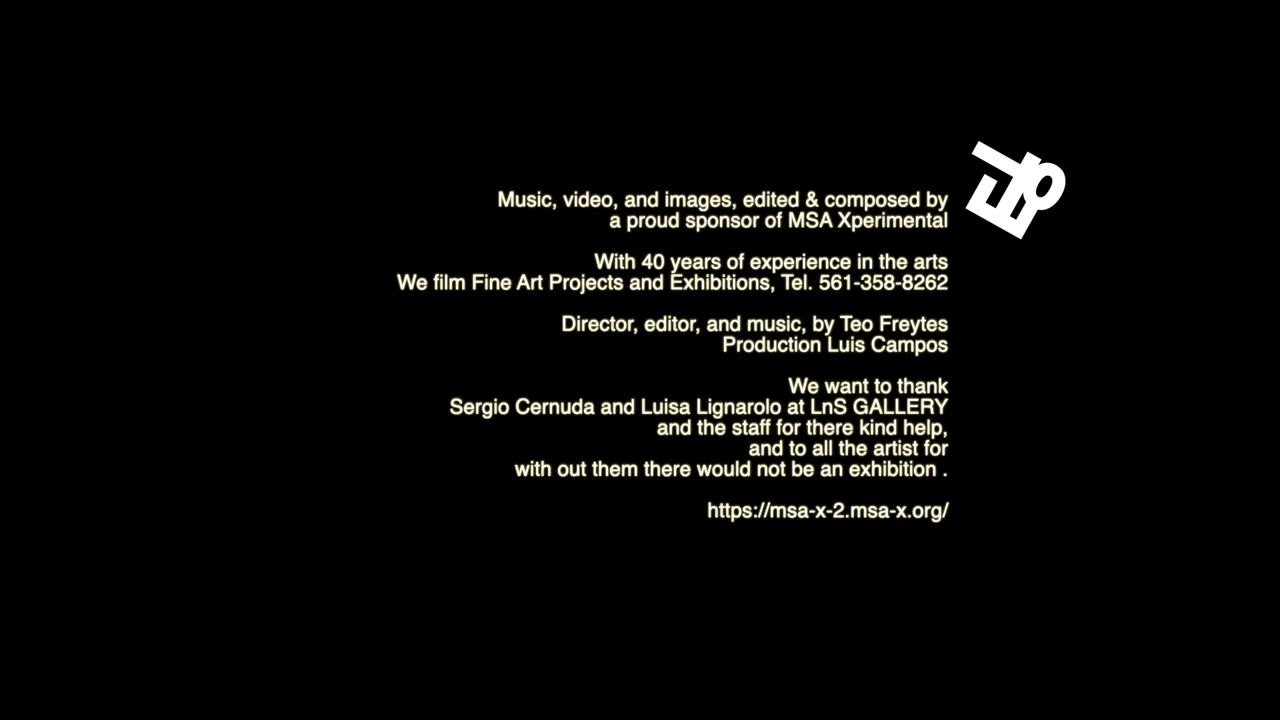 Music, video, and images, edited & composed by
a proud sponsor of MSA Xperimental
With 40 years of experience in the arts
We film Fine Art Projects and Exhibitions, Tel. 561-358-8262
Director, editor, and music, by Teo Freytes
Production Luis Campos
We want to thank
Sergio Cernuda and Luisa Lignarolo at LnS GALLERY
and the staff for there kind help,
and to all the artist for
with out them there would not be an exhibition .
https://msa-x-2.msa-x.org/